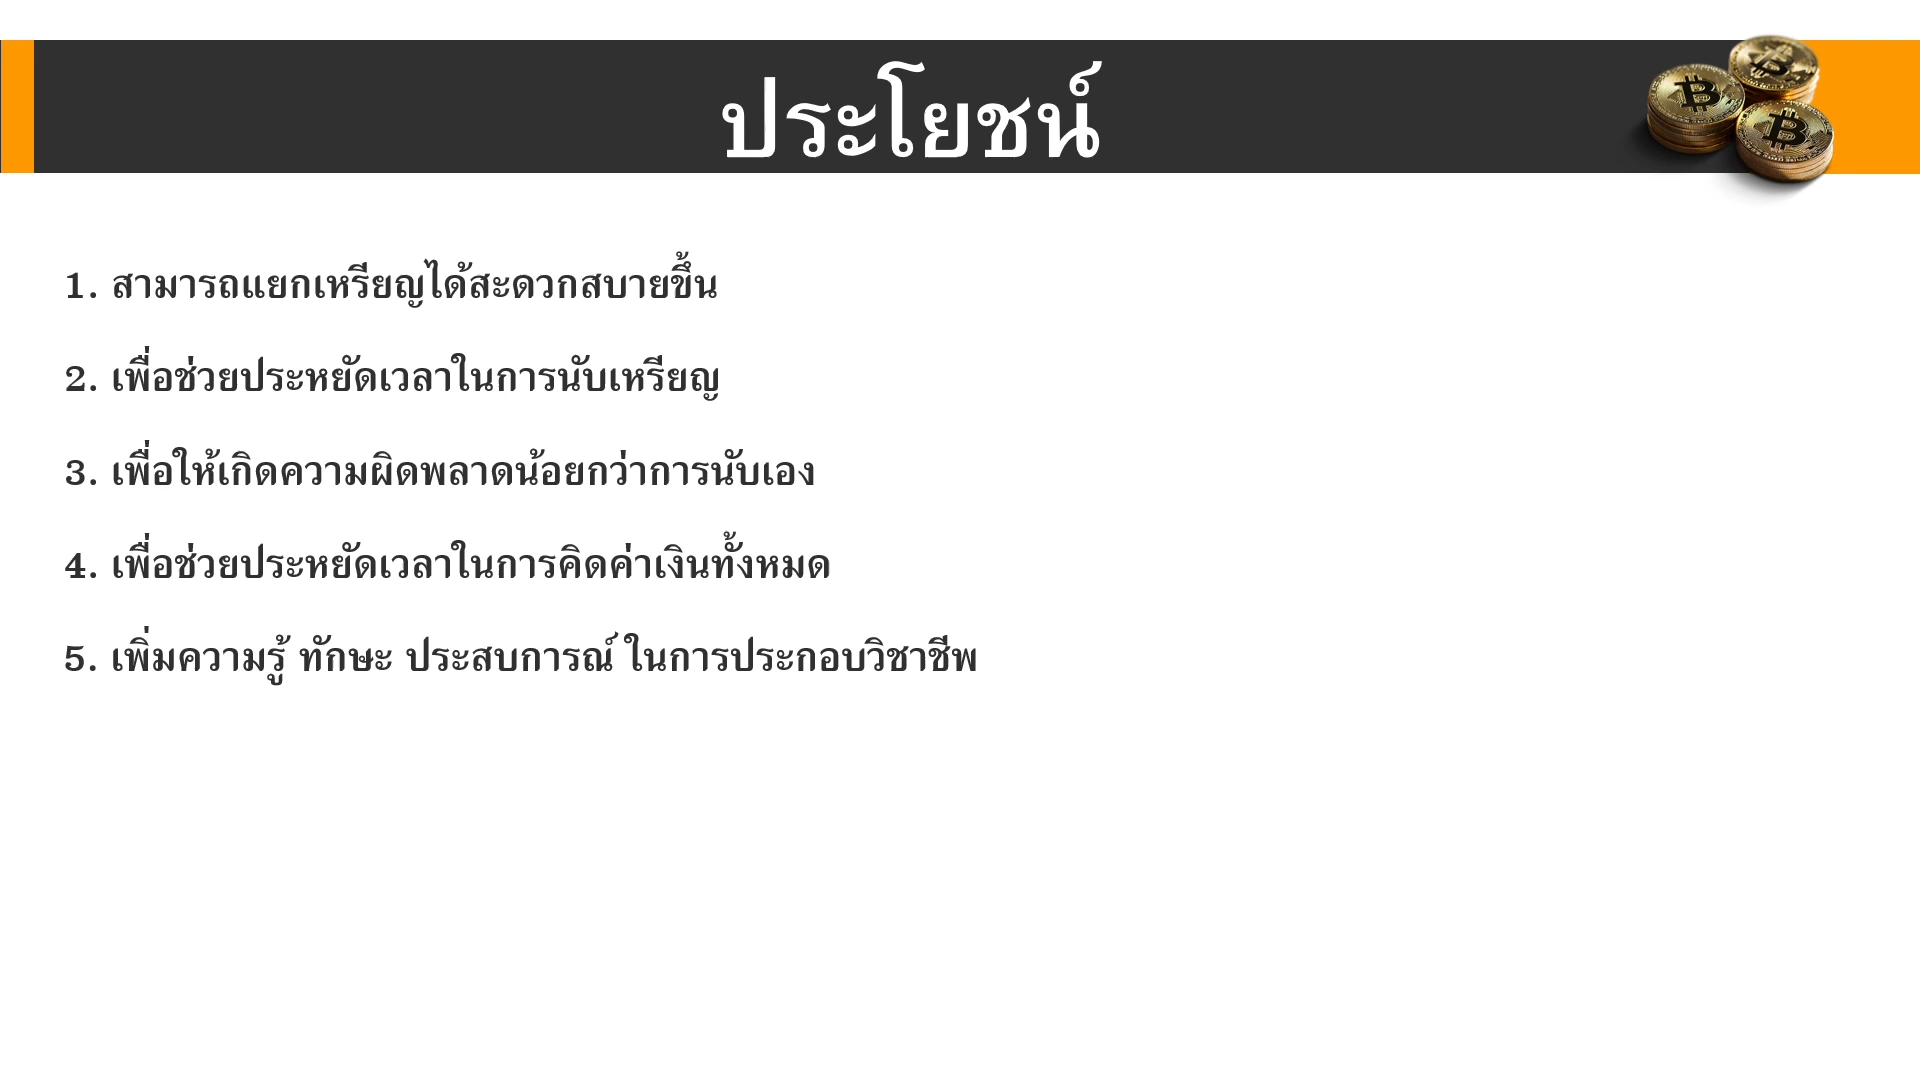 ประโยชน์
1. สามารถแยกเหรียญได้สะดวกสบายขึ้น
2. เพื่อช่วยประหยัดเวลาในการนับเหรียญ
3. เพื่อให้เกิดความผิดพลาดน้อยกว่าการนับเอง
4. เพื่อช่วยประหยัดเวลาในการคิดค่าเงินทั้งหมด
5. เพิ่มความรู้ ทักษะ ประสบการณ์ ในการประกอบวิชาชีพ